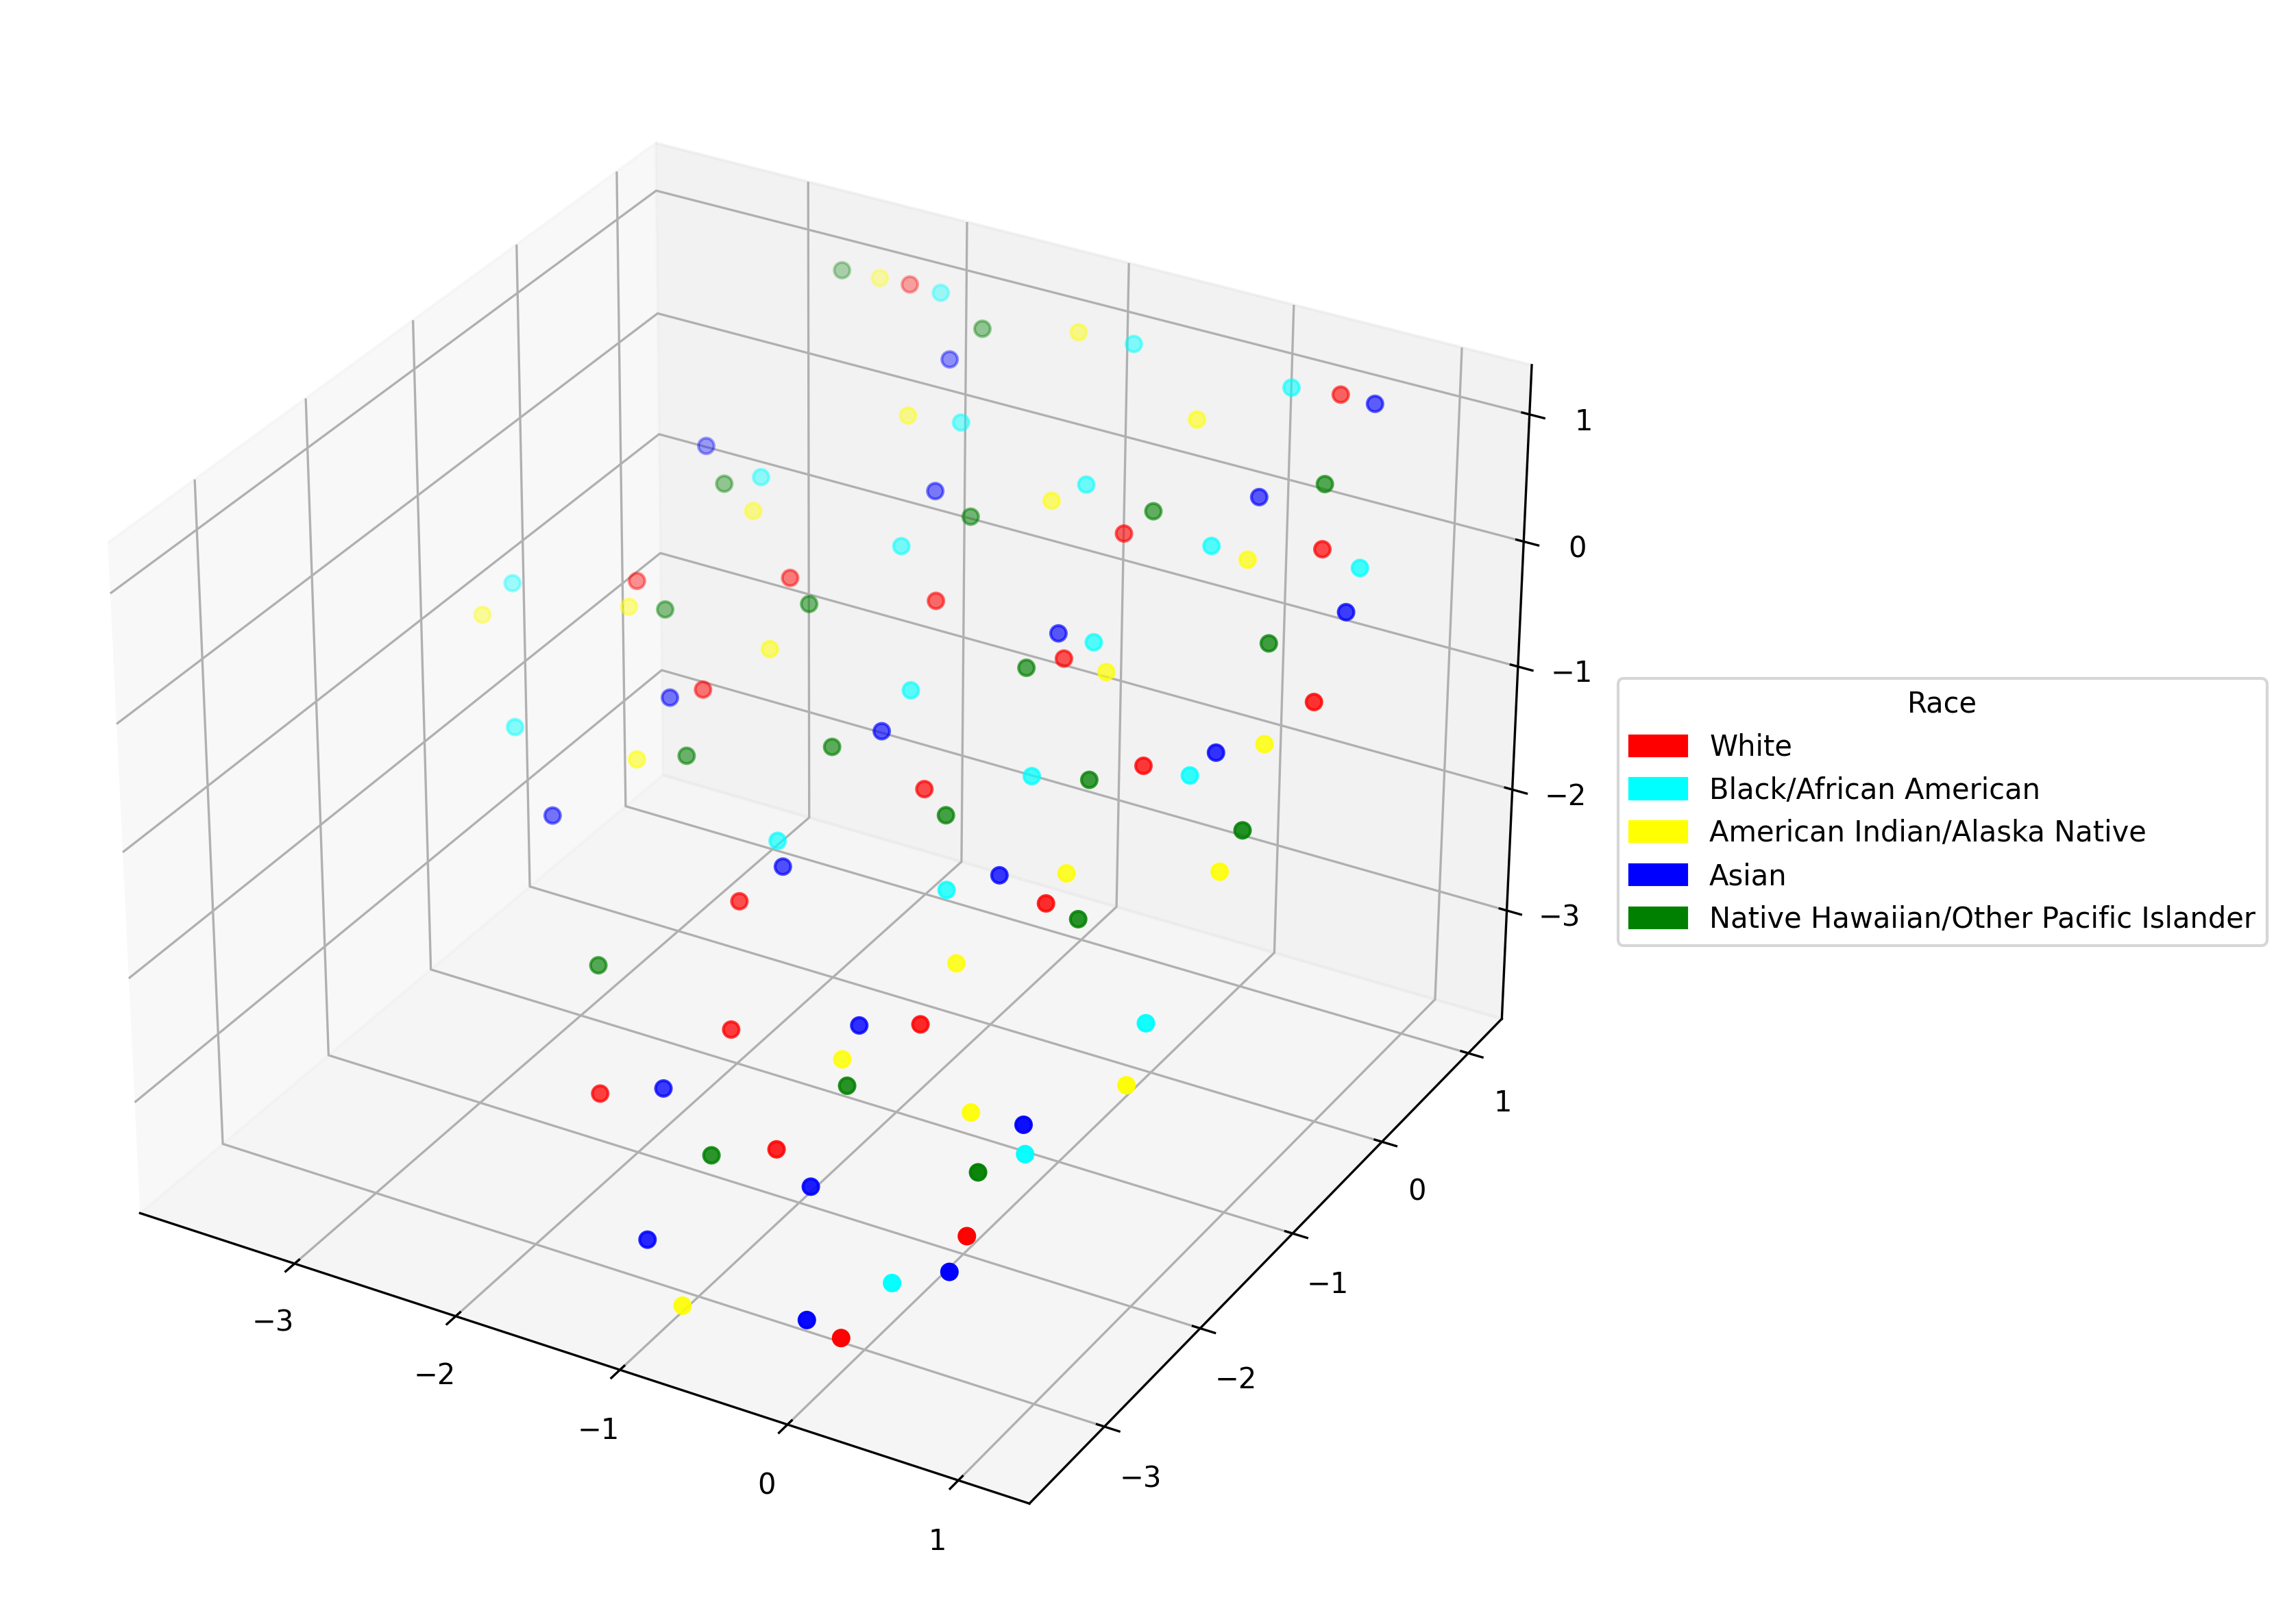 1
0
−1
−2
−3
Race
White
Black/African American
American Indian/Alaska Native
Asian
Native Hawaiian/Other Pacific Islander
1
0
−1
−2
−3
−3
−2
−1
0
1